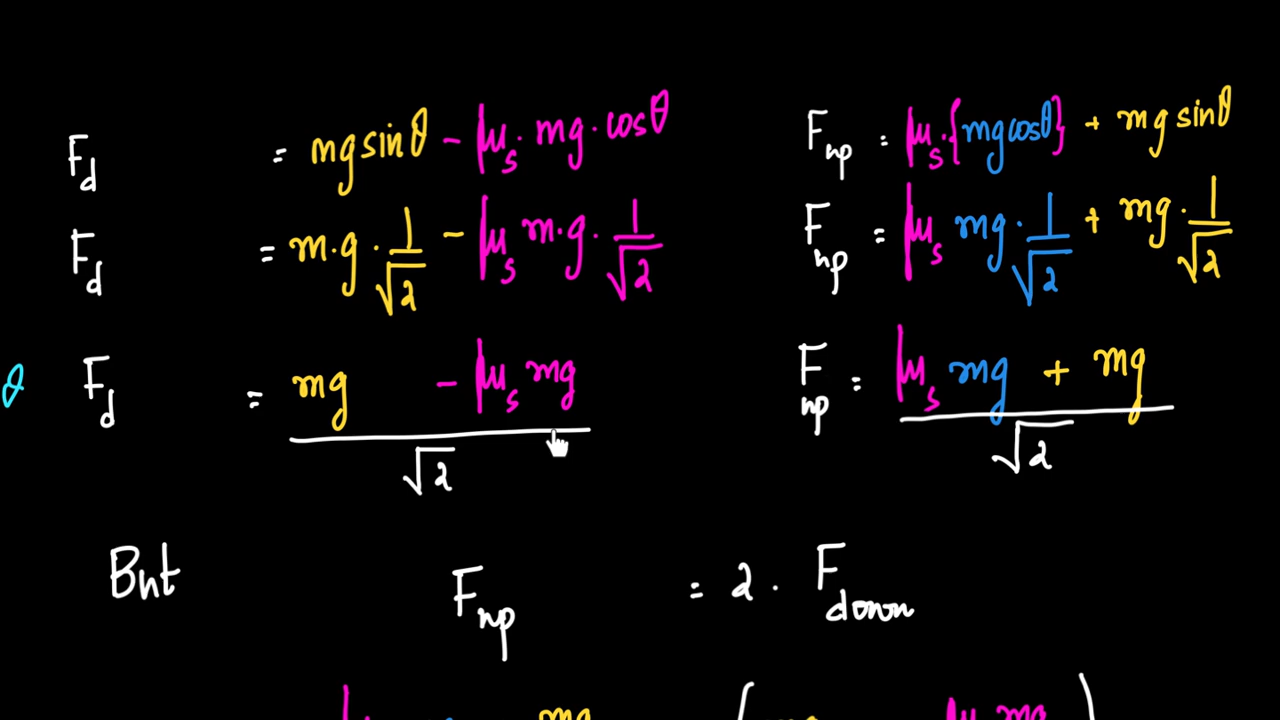 F_d = mg sinθ - μ_s. mg. cosθ
F_up = μ_s.{mg cosθ} + mg sinθ
F_d = m.g. 1/√2 - μ_s m.g. 1/√2
F_up = μ_s mg. 1/√2 + mg. 1/√2
θ
F_d = (mg - μ_s mg)/√2
F_up = (μ_s mg + mg)/√2
But F_up = 2. F_down